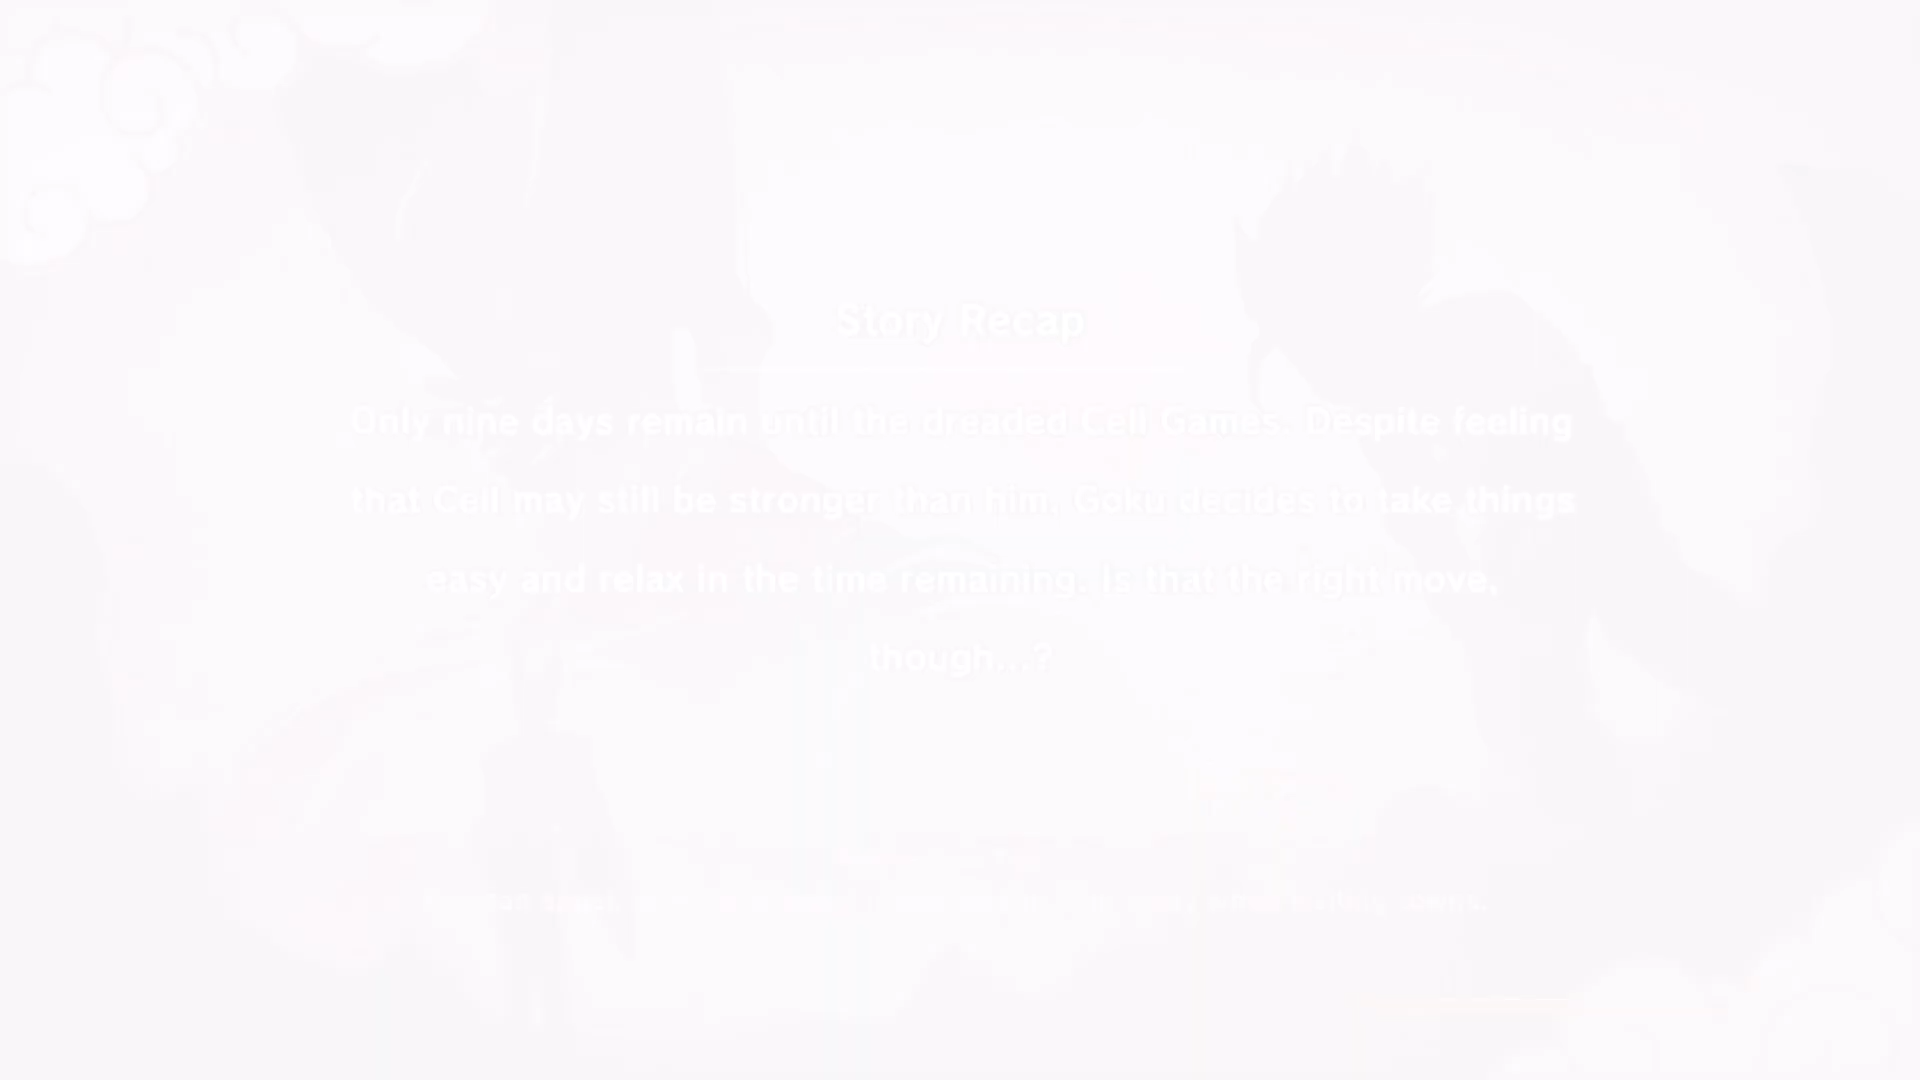 Story Recap
Only nine days remain until the dreaded Cell Games. Despite feeling
that Cell may still be stronger than him, Goku decides to take things
easy and relax in the time remaining. Is that the right move,
though...?